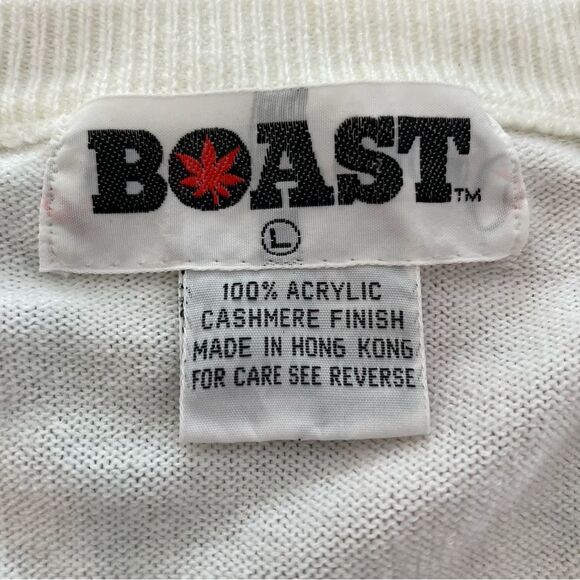 BOAST™
L
100% ACRYLIC
CASHMERE FINISH
MADE IN HONG KONG
FOR CARE SEE REVERSE